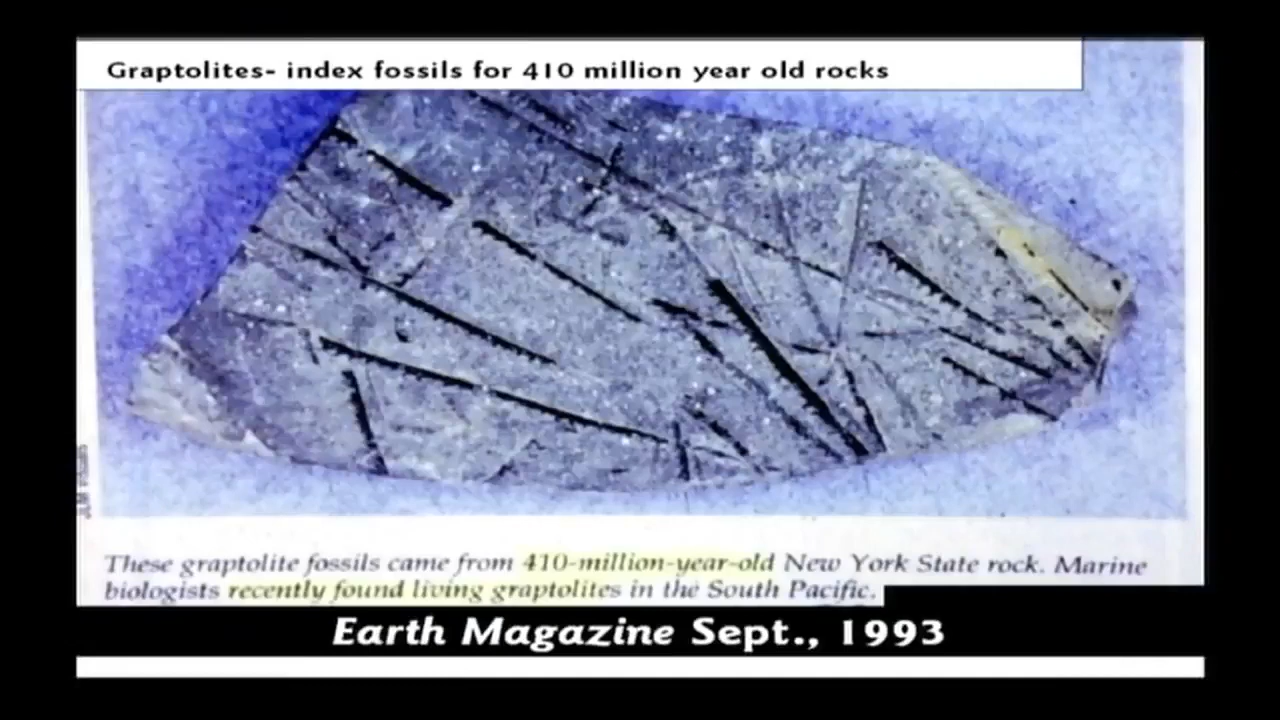 Graptolites- index fossils for 410 million year old rocks
These graptolite fossils came from 410-million-year-old New York State rock. Marine
biologists recently found living graptolites in the South Pacific.
Earth Magazine Sept., 1993